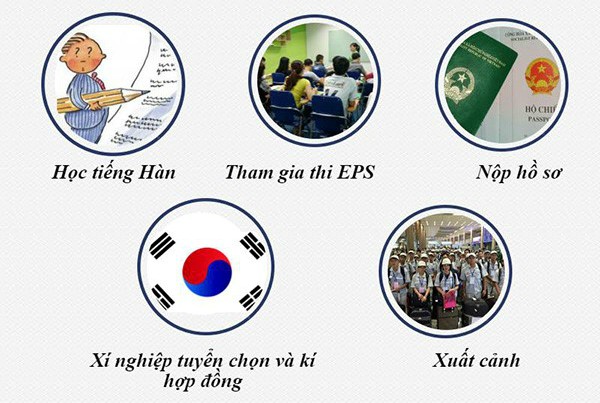 Học tiếng Hàn
Tham gia thi EPS
HỘ CHIẾU
PASSPORT
Nộp hồ sơ
Xí nghiệp tuyển chọn và kí
hợp đồng
Xuất cảnh